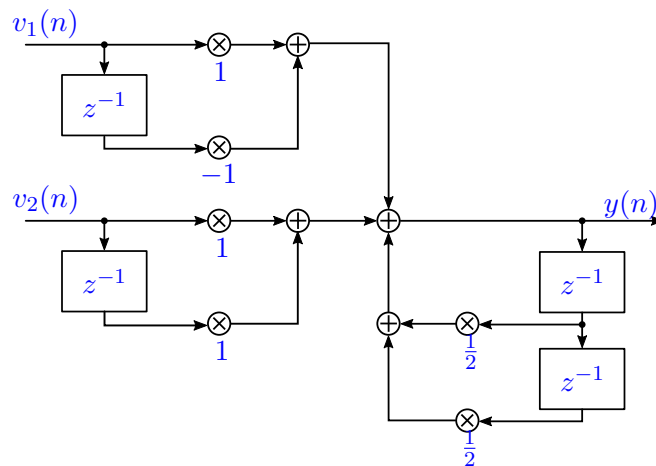 v₁(n)
1
z⁻¹
−1
v₂(n)
y(n)
1
z⁻¹
z⁻¹
1
1/2
z⁻¹
1/2